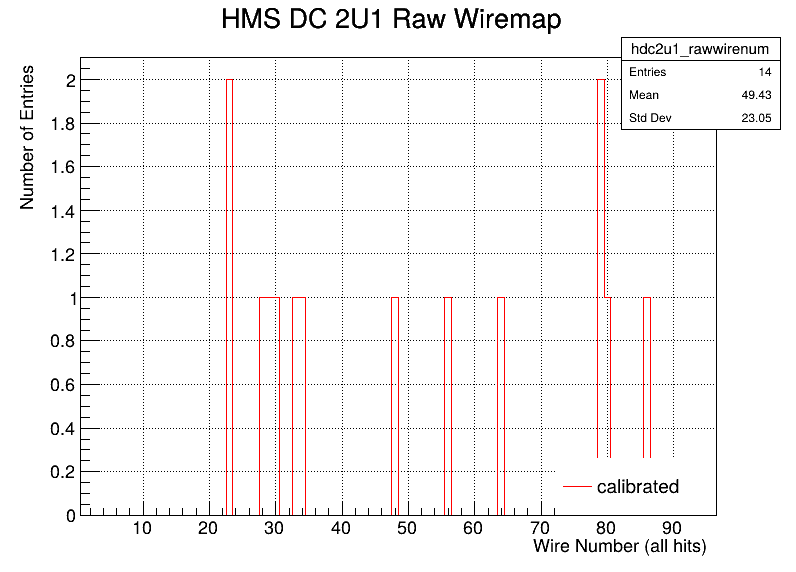 HMS DC 2U1 Raw Wiremap
hdc2u1_rawwirenum
Entries 14
Mean 49.43
Std Dev 23.05
Number of Entries
2
1.8
1.6
1.4
1.2
1
0.8
0.6
0.4
0.2
0
calibrated
10 20 30 40 50 60 70 80 90
Wire Number (all hits)